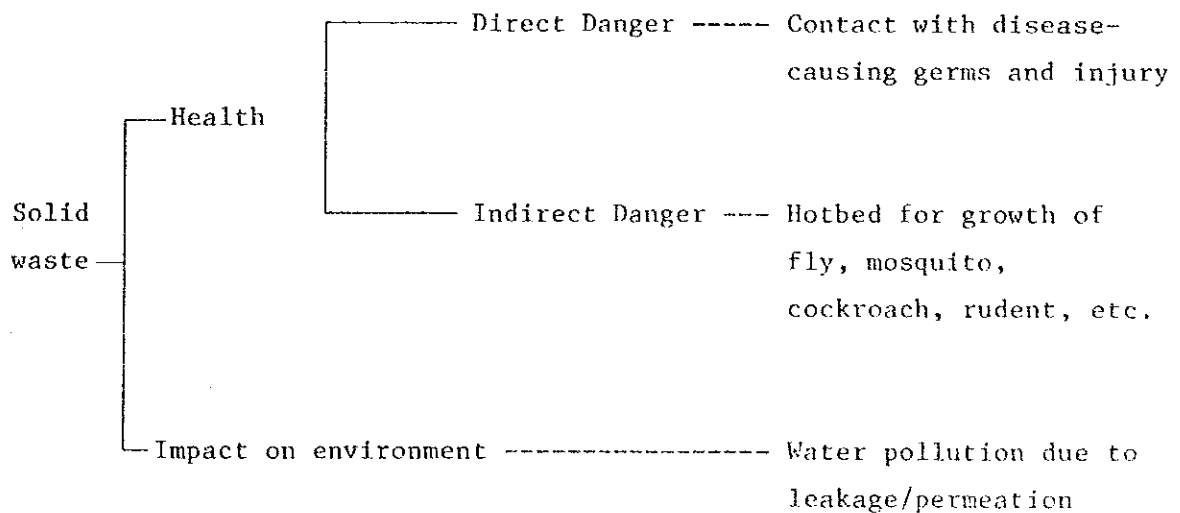 Direct Danger ----- Contact with disease-
causing germs and injury
Health
Solid
waste
Indirect Danger --- Hotbed for growth of
fly, mosquito,
cockroach, rudent, etc.
Impact on environment ----------------- Water pollution due to
leakage/permeation